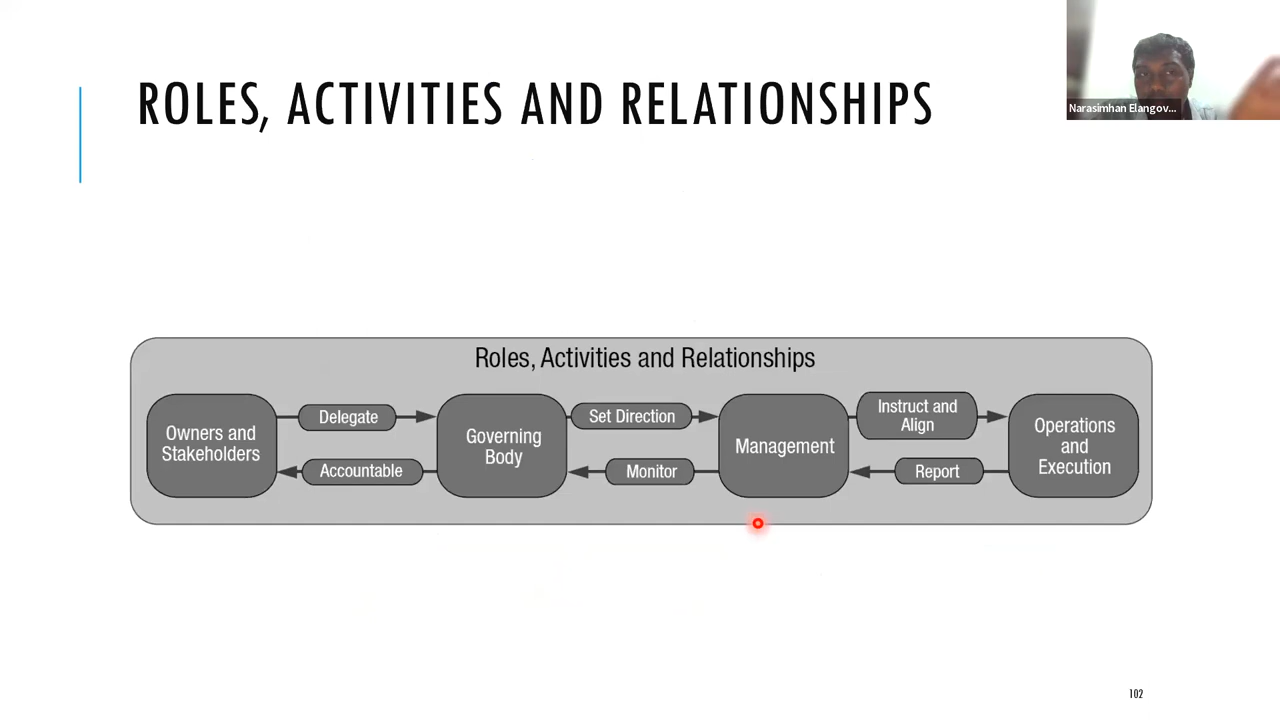 Narasimhan Elangov...
ROLES, ACTIVITIES AND RELATIONSHIPS
Roles, Activities and Relationships
Owners and
Stakeholders
Delegate
Accountable
Governing
Body
Set Direction
Monitor
Management
Instruct and
Align
Report
Operations
and
Execution
102